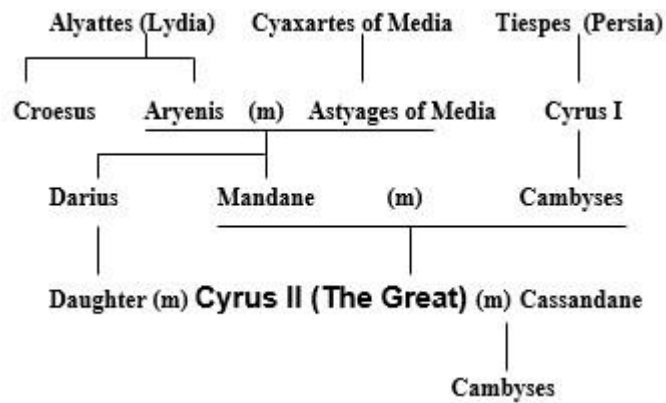 Alyattes (Lydia) Cyaxartes of Media Tiespes (Persia)
Croesus Aryenis (m) Astyages of Media Cyrus I
Darius Mandane (m) Cambyses
Daughter (m) Cyrus II (The Great) (m) Cassandane
Cambyses